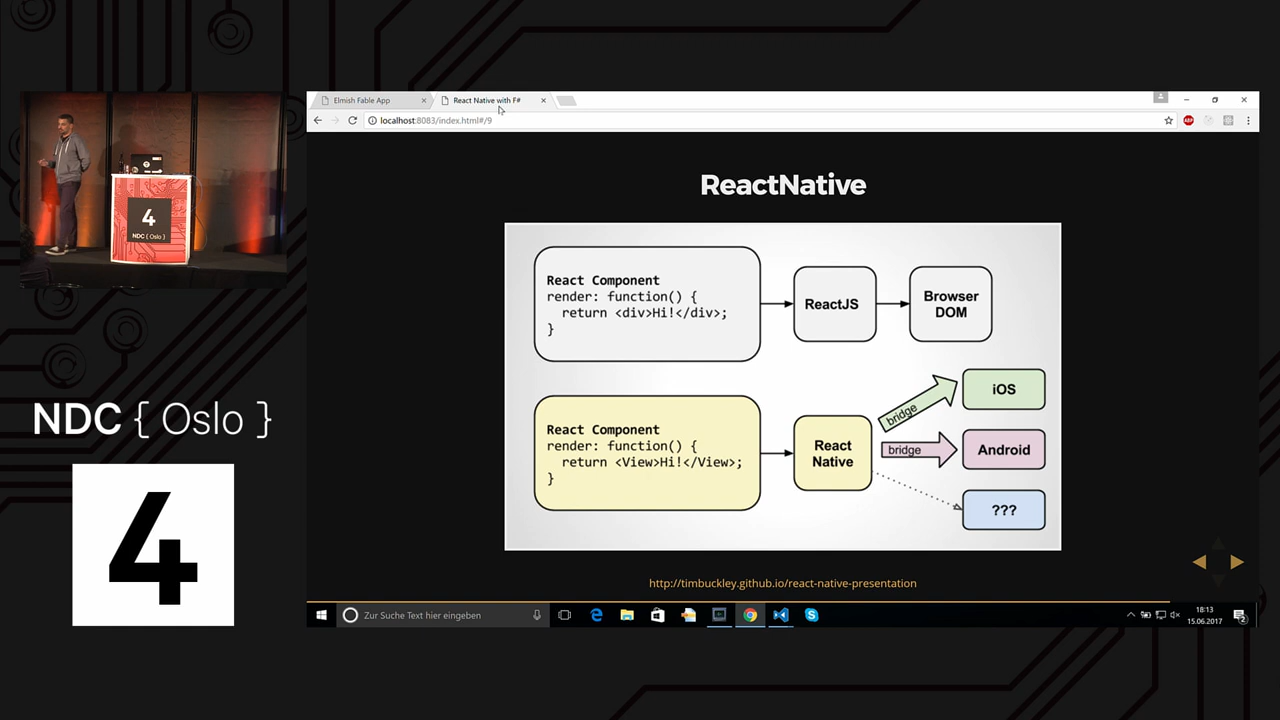 Elmish Fable App
React Native with F#
localhost:8083/index.html#/9
ABP
ReactNative
React Component
render: function() {
return <div>Hi!</div>;
}
ReactJS
Browser
DOM
React Component
render: function() {
return <View>Hi!</View>;
}
React
Native
bridge
iOS
bridge
Android
???
http://timbuckley.github.io/react-native-presentation
Zur Suche Text hier eingeben
18:13
15.06.2017
2
4
NDC { Oslo }
NDC { Oslo }
4